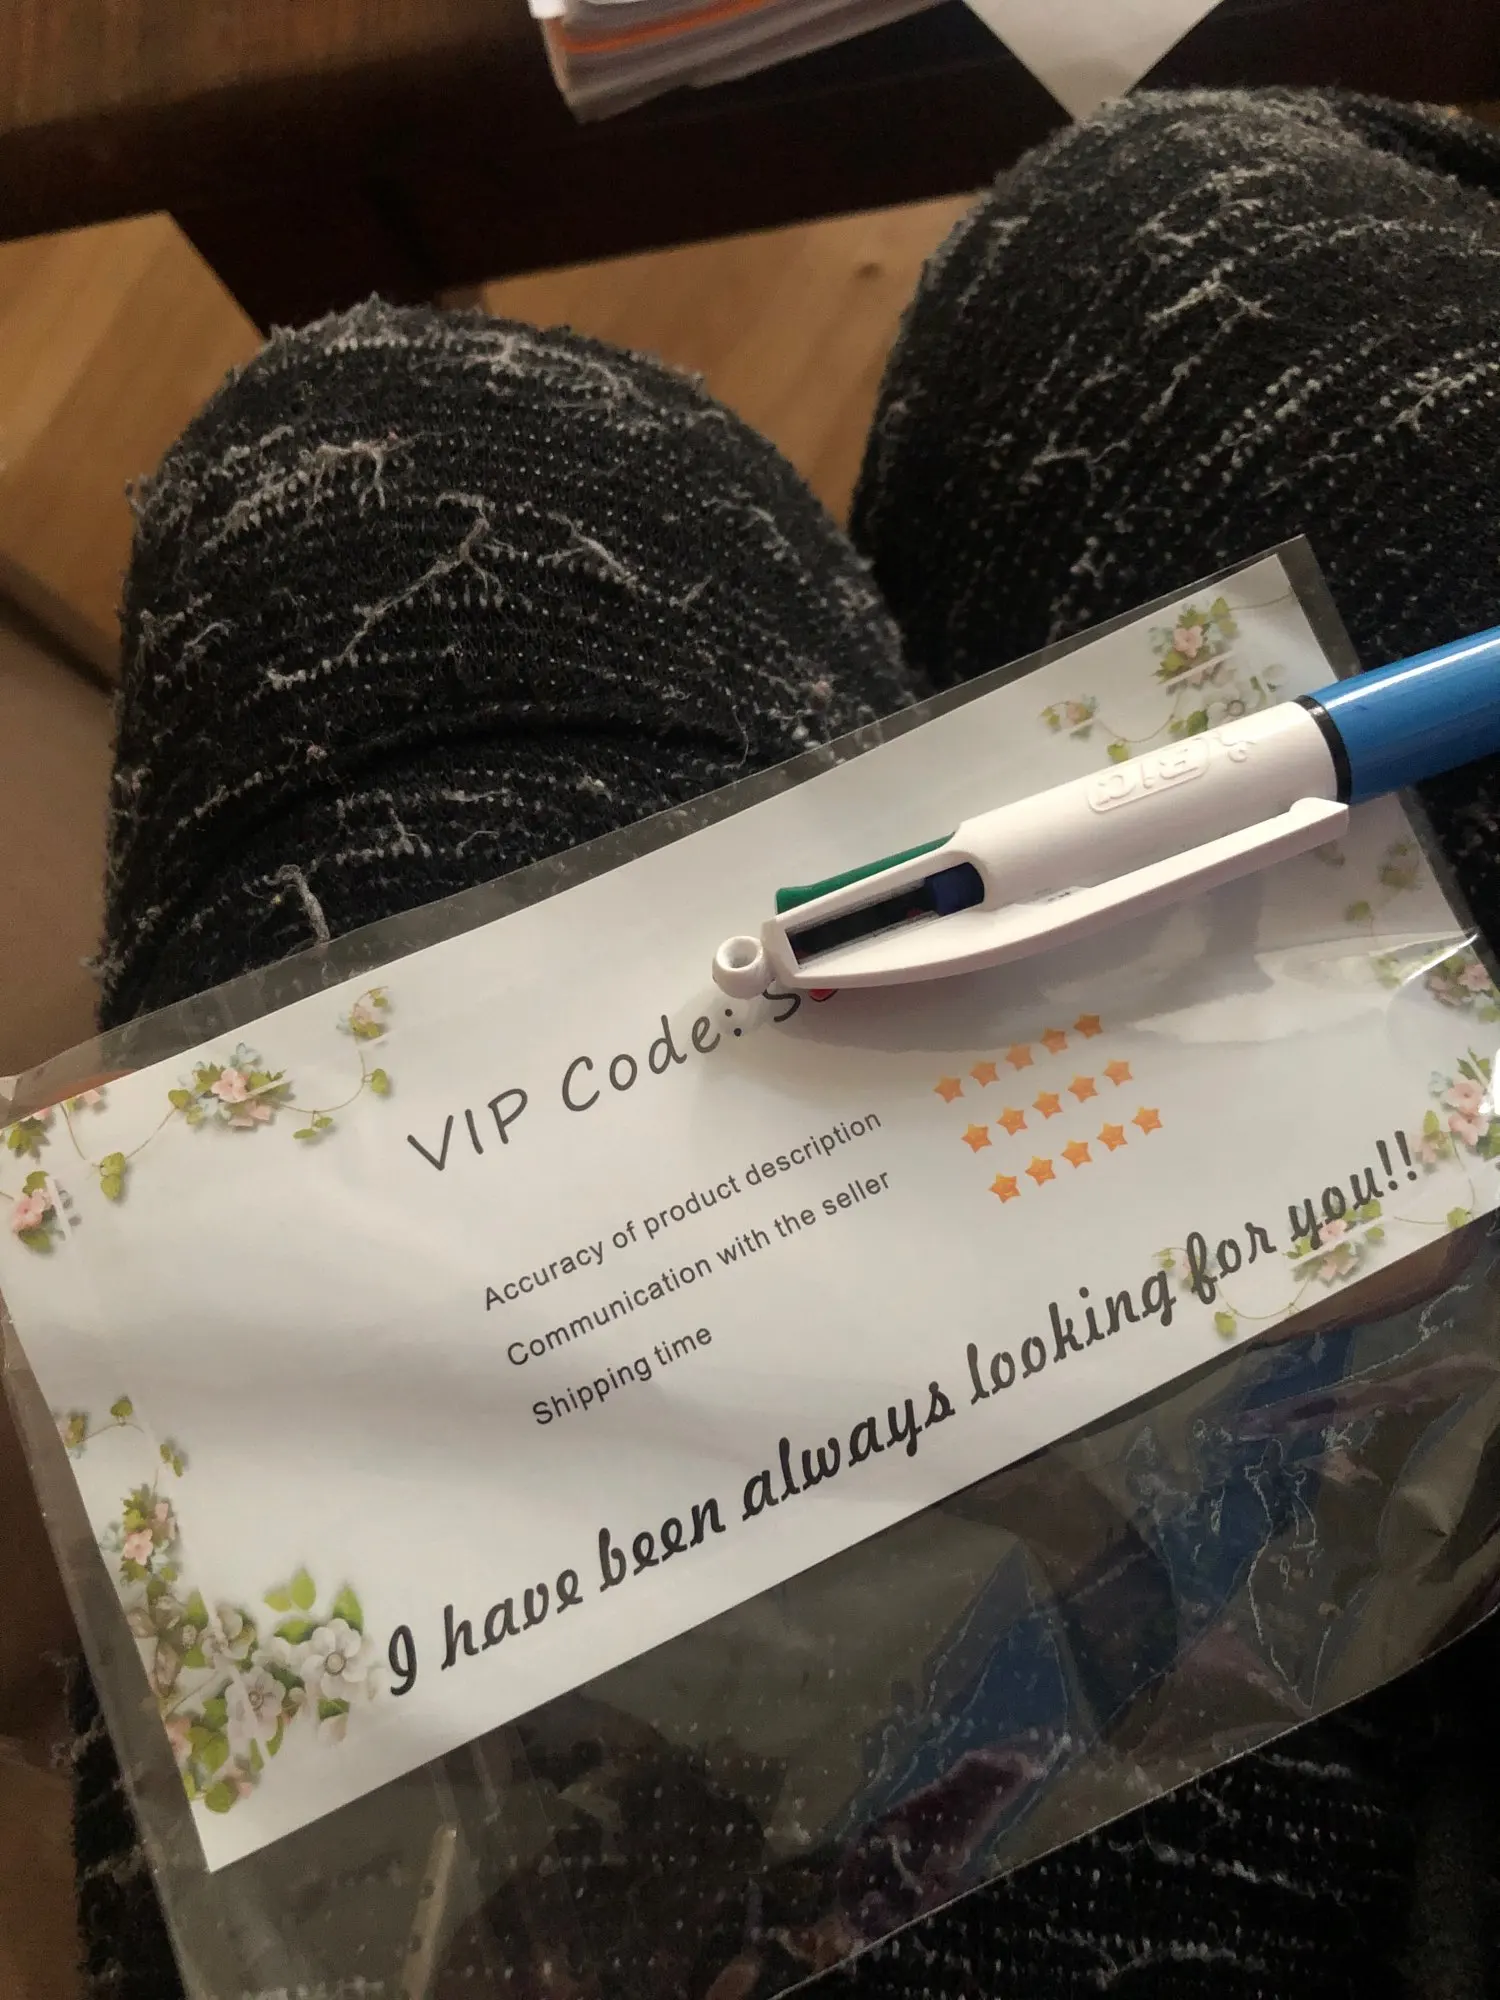 VIP Code: S
Accuracy of product description
Communication with the seller
Shipping time
I have been always looking for you!!
BIC